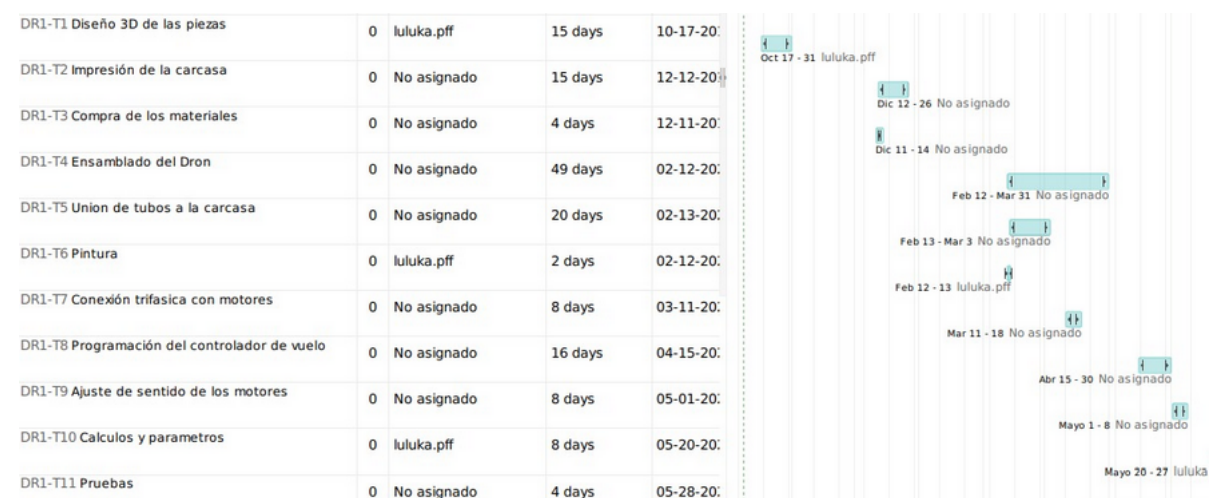 DR1-T1 Diseño 3D de las piezas 0 luluka.pff 15 days 10-17-20
Oct 17 - 31 luluka.pff
DR1-T2 Impresión de la carcasa 0 No asignado 15 days 12-12-20
Dic 12 - 26 No asignado
DR1-T3 Compra de los materiales 0 No asignado 4 days 12-11-20
Dic 11 - 14 No asignado
DR1-T4 Ensamblado del Dron 0 No asignado 49 days 02-12-20
Feb 12 - Mar 31 No asignado
DR1-T5 Union de tubos a la carcasa 0 No asignado 20 days 02-13-20
Feb 13 - Mar 3 No asignado
DR1-T6 Pintura 0 luluka.pff 2 days 02-12-20
Feb 12 - 13 luluka.pff
DR1-T7 Conexión trifasica con motores 0 No asignado 8 days 03-11-20
Mar 11 - 18 No asignado
DR1-T8 Programación del controlador de vuelo 0 No asignado 16 days 04-15-20
Abr 15 - 30 No asignado
DR1-T9 Ajuste de sentido de los motores 0 No asignado 8 days 05-01-20
Mayo 1 - 8 No asignado
DR1-T10 Calculos y parametros 0 luluka.pff 8 days 05-20-20
Mayo 20 - 27 luluka
DR1-T11 Pruebas 0 No asignado 4 days 05-28-20